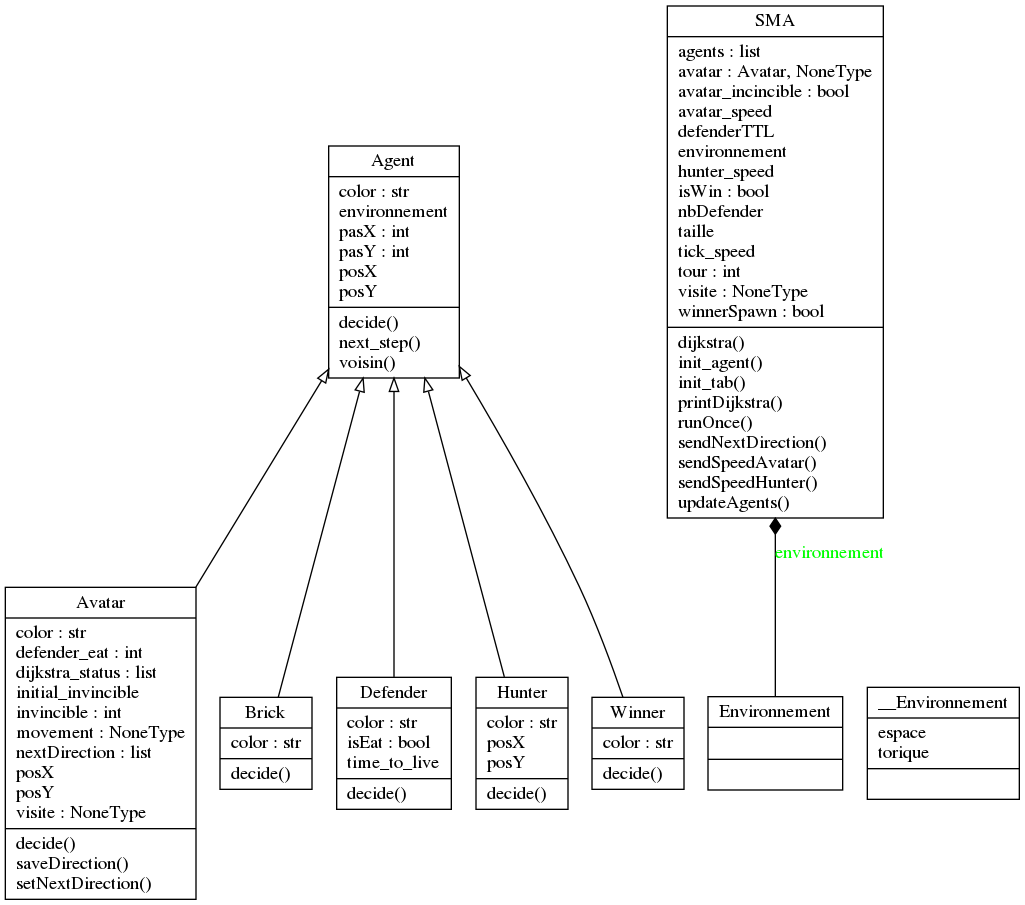 SMA
agents : list
avatar : Avatar, NoneType
avatar_incincible : bool
avatar_speed
defenderTTL
environnement
hunter_speed
isWin : bool
nbDefender
taille
tick_speed
tour : int
visite : NoneType
winnerSpawn : bool
dijkstra()
init_agent()
init_tab()
printDijkstra()
runOnce()
sendNextDirection()
sendSpeedAvatar()
sendSpeedHunter()
updateAgents()
Agent
color : str
environnement
pasX : int
pasY : int
posX
posY
decide()
next_step()
voisin()
environnement
Avatar
color : str
defender_eat : int
dijkstra_status : list
initial_invincible
invincible : int
movement : NoneType
nextDirection : list
posX
posY
visite : NoneType
decide()
saveDirection()
setNextDirection()
Brick
color : str
decide()
Defender
color : str
isEat : bool
time_to_live
decide()
Hunter
color : str
posX
posY
decide()
Winner
color : str
decide()
Environnement
__Environnement
espace
torique